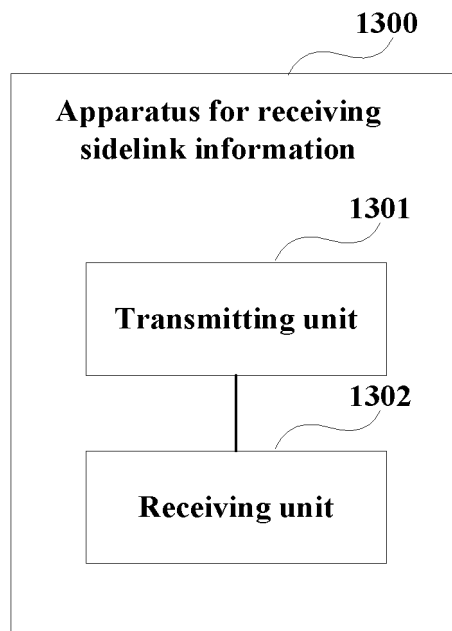 1300
Apparatus for receiving
sidelink information
1301
Transmitting unit
1302
Receiving unit